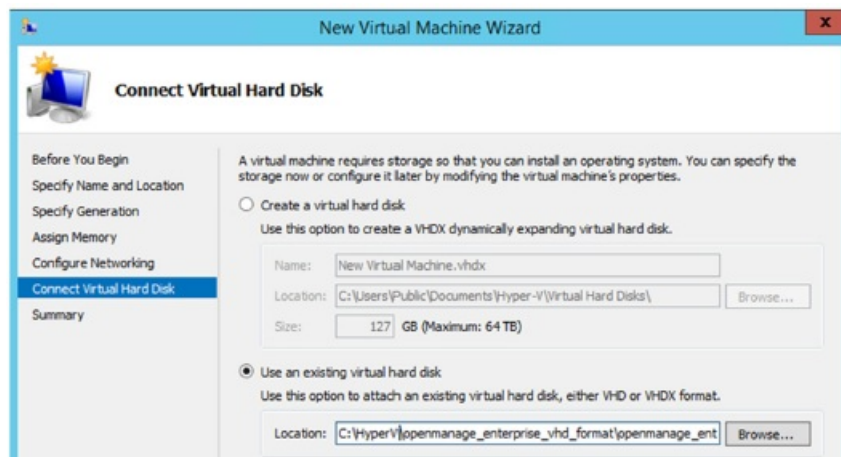 New Virtual Machine Wizard
x
Connect Virtual Hard Disk
Before You Begin
Specify Name and Location
Specify Generation
Assign Memory
Configure Networking
Connect Virtual Hard Disk
Summary
A virtual machine requires storage so that you can install an operating system. You can specify the
storage now or configure it later by modifying the virtual machine's properties.
Create a virtual hard disk
Use this option to create a VHDX dynamically expanding virtual hard disk.
Name: New Virtual Machine.vhdx
Location: C:\Users\Public\Documents\Hyper-V\Virtual Hard Disks\ Browse...
Size: 127 GB (Maximum: 64 TB)
Use an existing virtual hard disk
Use this option to attach an existing virtual hard disk, either VHD or VHDX format.
Location: C:\HyperV\openmanage_enterprise_vhd_format\openmanage_ent Browse...